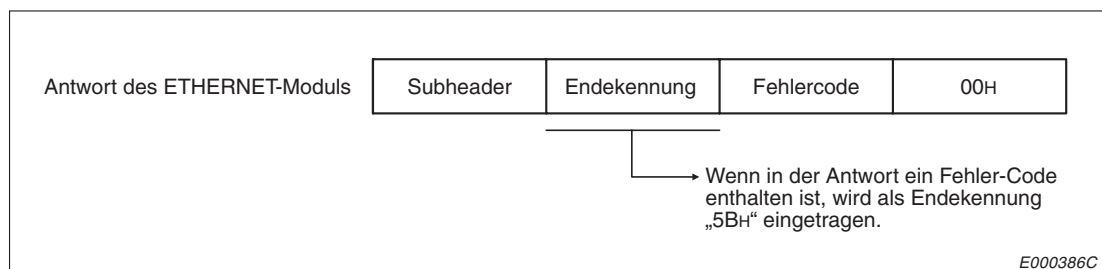 Antwort des ETHERNET-Moduls Subheader Endekennung Fehlercode 00H
Wenn in der Antwort ein Fehler-Code
enthalten ist, wird als Endekennung
„5BH“ eingetragen.
E000386C